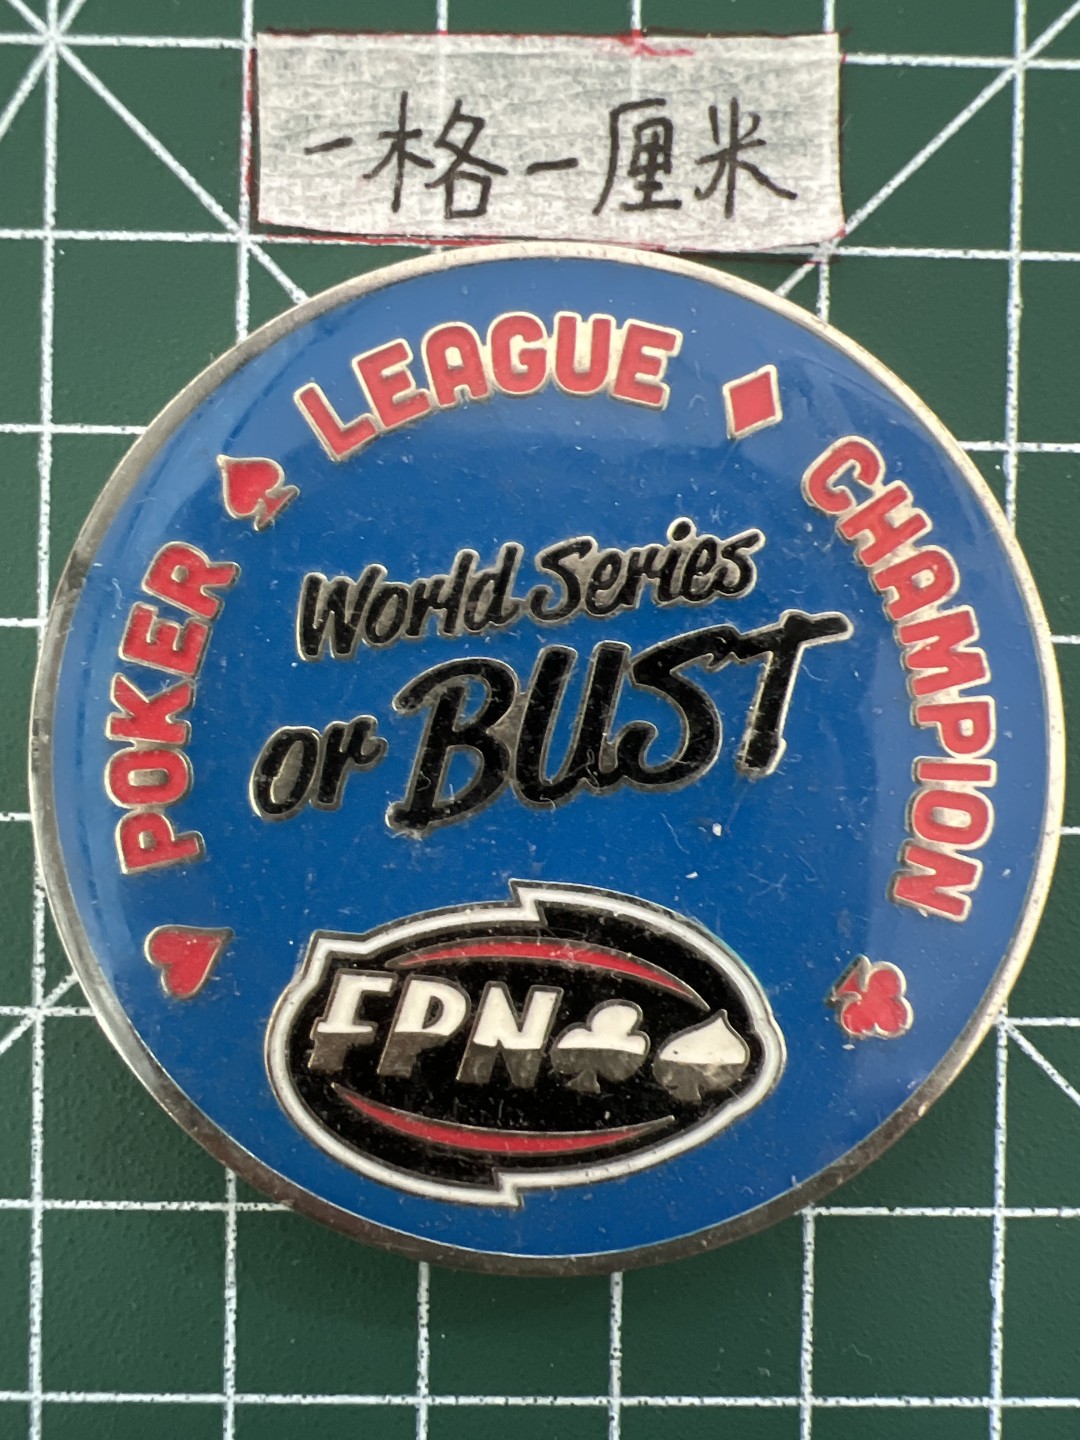 一格一厘米
POKER LEAGUE CHAMPION
World Series
or BUST
FPN